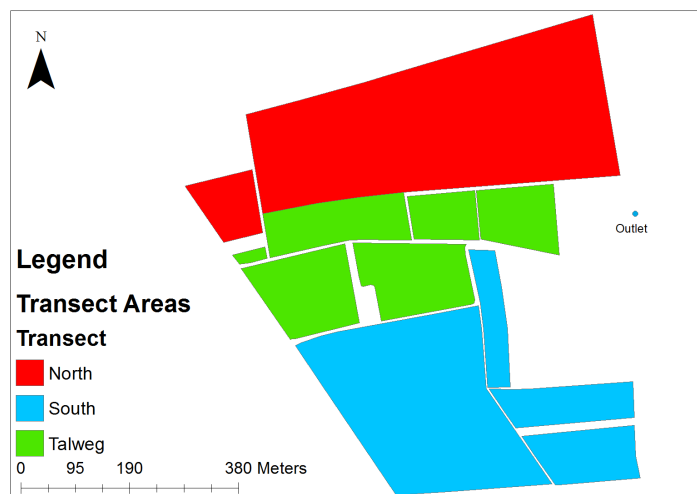 N
Outlet
Legend
Transect Areas
Transect
North
South
Talweg
0 95 190 380 Meters